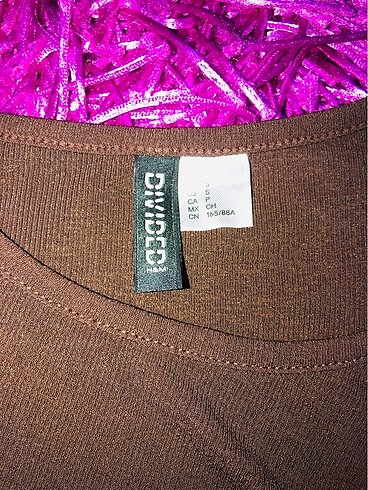 DIVIDED
H&M
S
CA P
MX CH
CN 165/88A